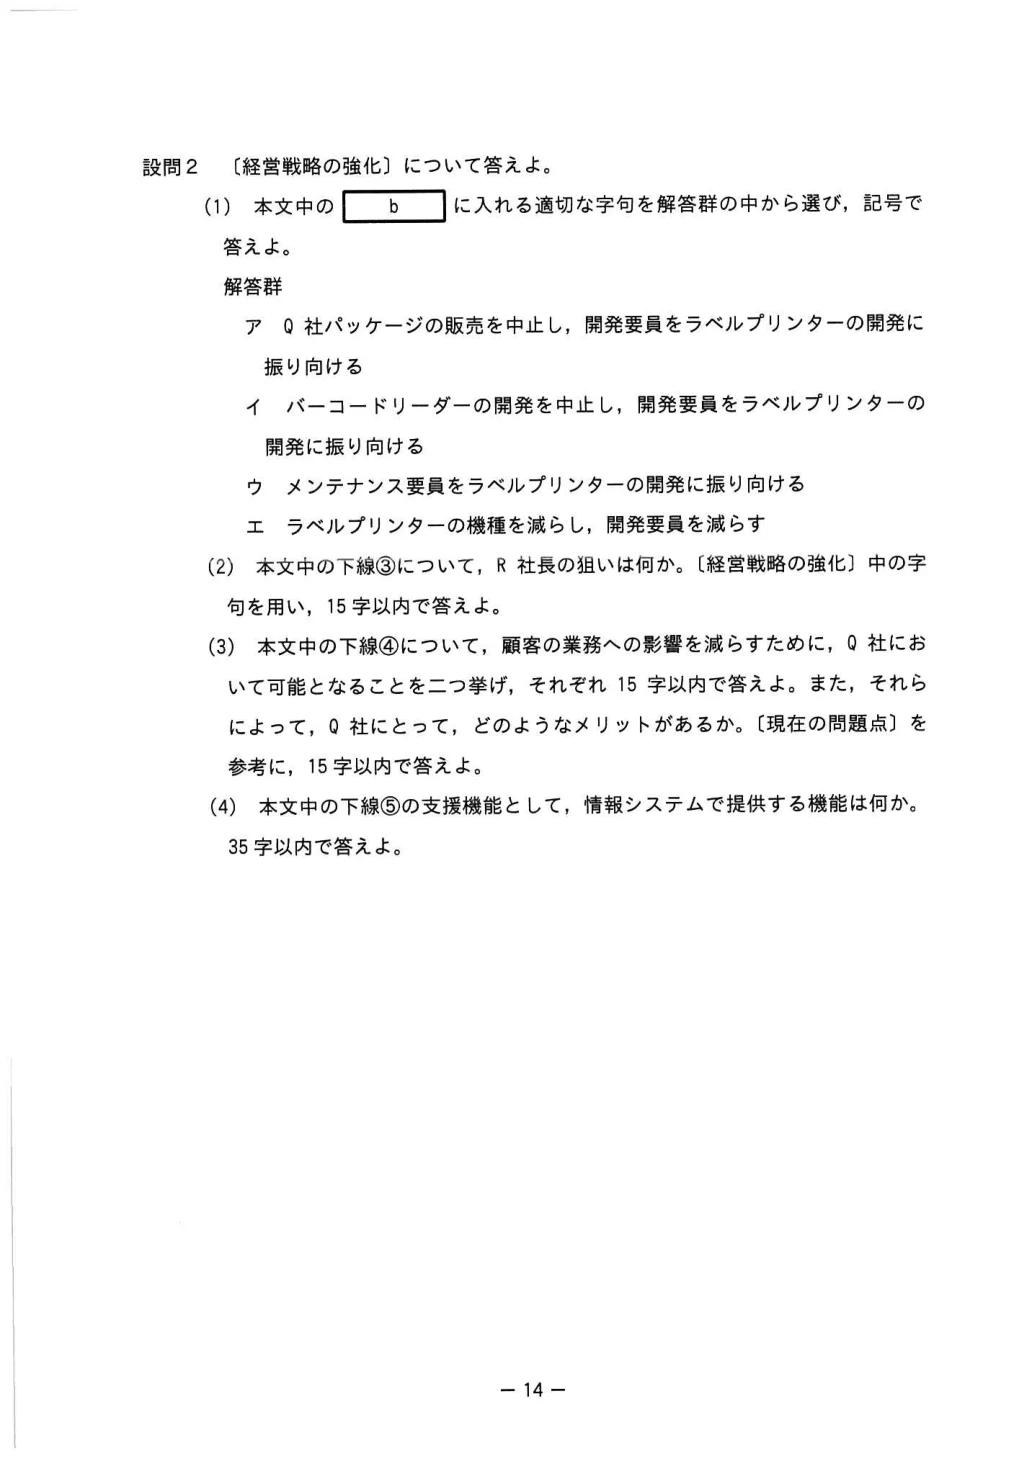 設問２　〔経営戦略の強化〕について答えよ。
(1)　本文中の　b　に入れる適切な字句を解答群の中から選び，記号で
答えよ。
解答群
ア　Q 社パッケージの販売を中止し，開発要員をラベルプリンターの開発に
振り向ける
イ　バーコードリーダーの開発を中止し，開発要員をラベルプリンターの
開発に振り向ける
ウ　メンテナンス要員をラベルプリンターの開発に振り向ける
エ　ラベルプリンターの機種を減らし，開発要員を減らす
(2)　本文中の下線③について，R 社長の狙いは何か。〔経営戦略の強化〕中の字
句を用い，15 字以内で答えよ。
(3)　本文中の下線④について，顧客の業務への影響を減らすために，Q 社にお
いて可能となることを二つ挙げ，それぞれ 15 字以内で答えよ。また，それら
によって，Q 社にとって，どのようなメリットがあるか。〔現在の問題点〕を
参考に，15 字以内で答えよ。
(4)　本文中の下線⑤の支援機能として，情報システムで提供する機能は何か。
35 字以内で答えよ。
－ 14 －